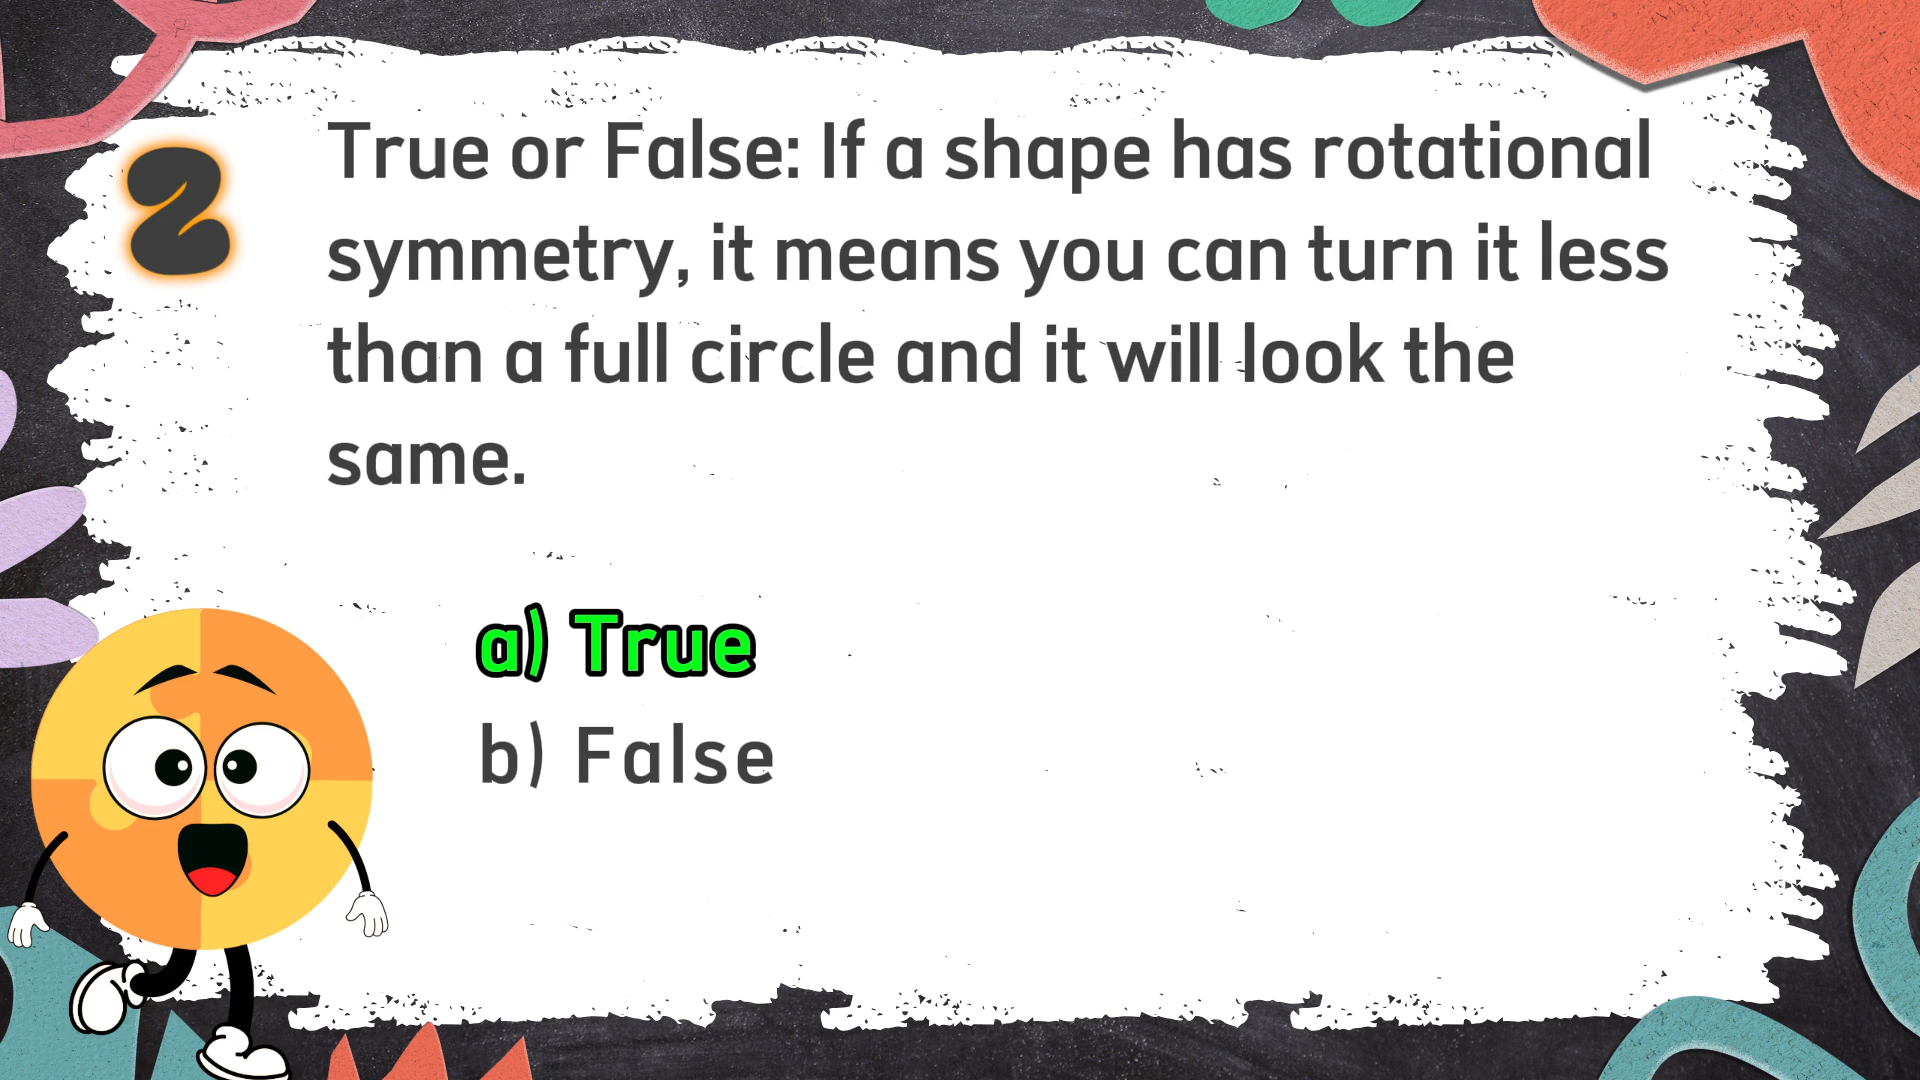 2
True or False: If a shape has rotational
symmetry, it means you can turn it less
than a full circle and it will look the
same.
a) True
b) False